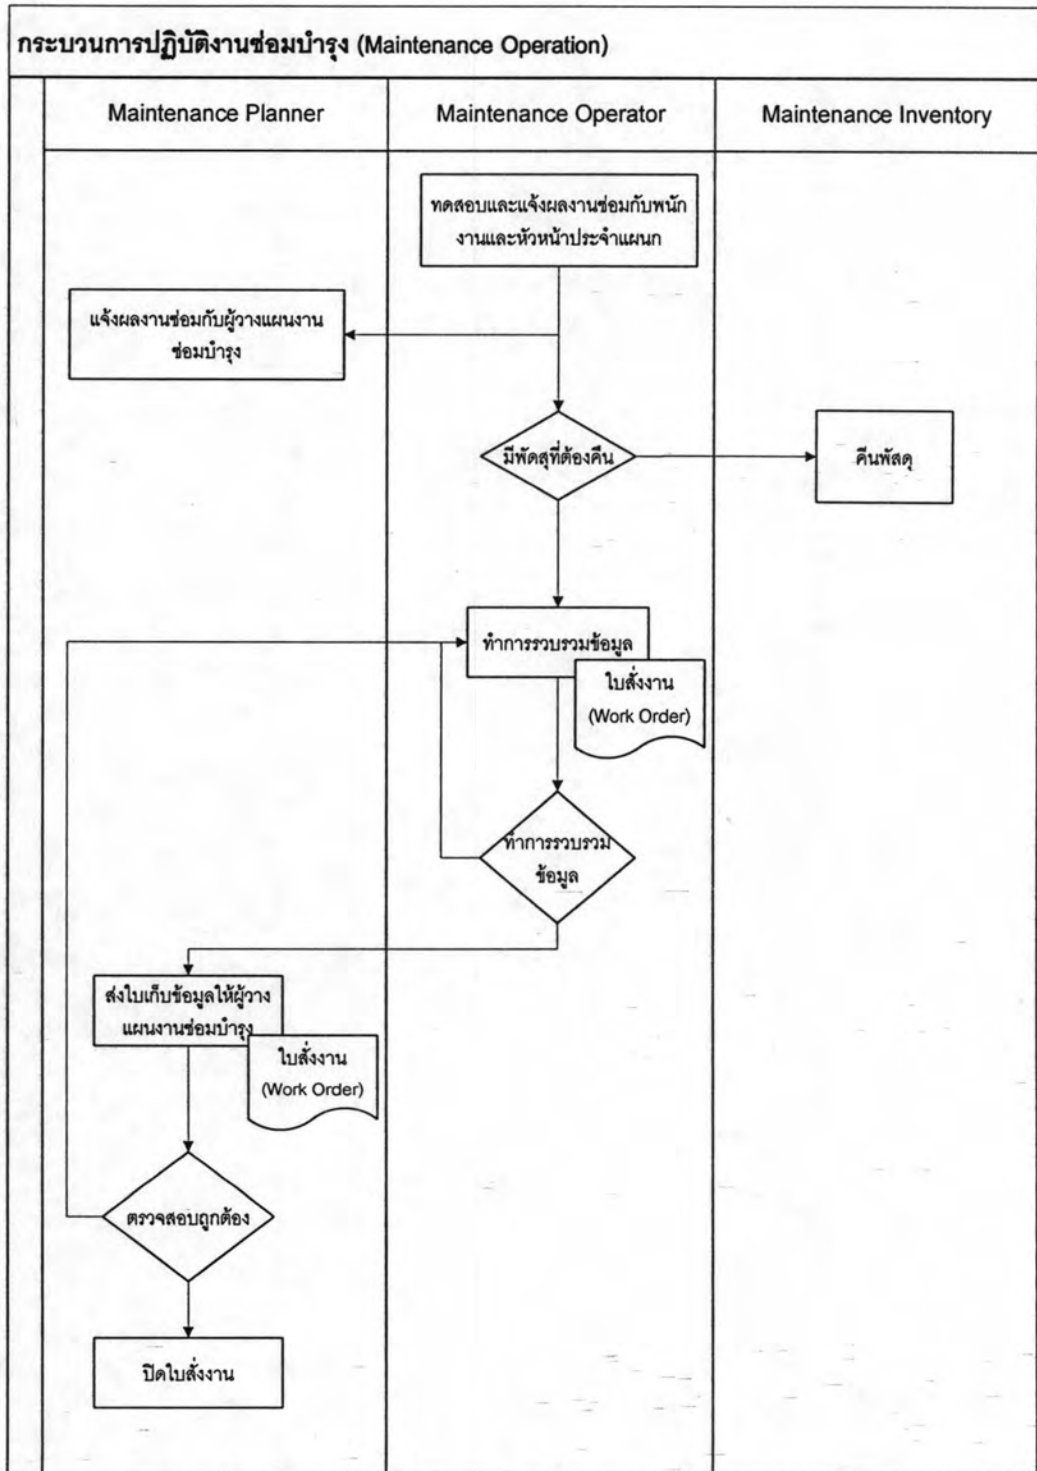 กระบวนการปฏิบัติงานซ่อมบำรุง (Maintenance Operation)
Maintenance Planner
Maintenance Operator
Maintenance Inventory
ทดสอบและแจ้งผลงานซ่อมกับพนัก
งานและหัวหน้าประจำแผนก
แจ้งผลงานซ่อมกับผู้วางแผนงาน
ซ่อมบำรุง
มีพัดสุที่ต้องคืน
คืนพัสดุ
ทำการรวบรวมข้อมูล
ใบสั่งงาน
(Work Order)
ทำการรวบรวม
ข้อมูล
ส่งใบเก็บข้อมูลให้ผู้วาง
แผนงานซ่อมบำรุง
ใบสั่งงาน
(Work Order)
ตรวจสอบถูกต้อง
ปิดใบสั่งงาน